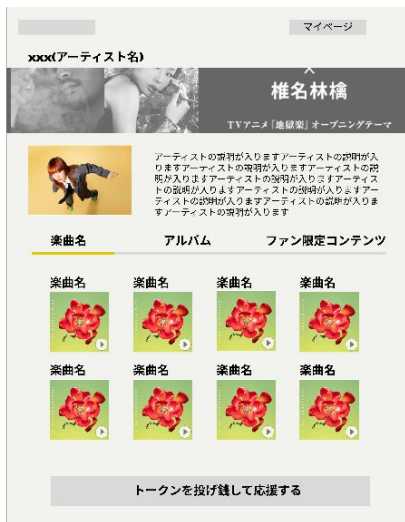 マイページ
xxx(アーティスト名)
×
椎名林檎
TVアニメ『地獄楽』オープニングテーマ
アーティストの説明が入りますアーティストの説明が入
りますアーティストの説明が入りますアーティストの説
明が入りますアーティストの説明が入りますアーティス
トの説明が入りますアーティストの説明が入りますアー
ティストの説明が入りますアーティストの説明が入りま
すアーティストの説明が入ります
楽曲名 アルバム ファン限定コンテンツ
楽曲名 楽曲名 楽曲名 楽曲名
楽曲名 楽曲名 楽曲名 楽曲名
トークンを投げ銭して応援する